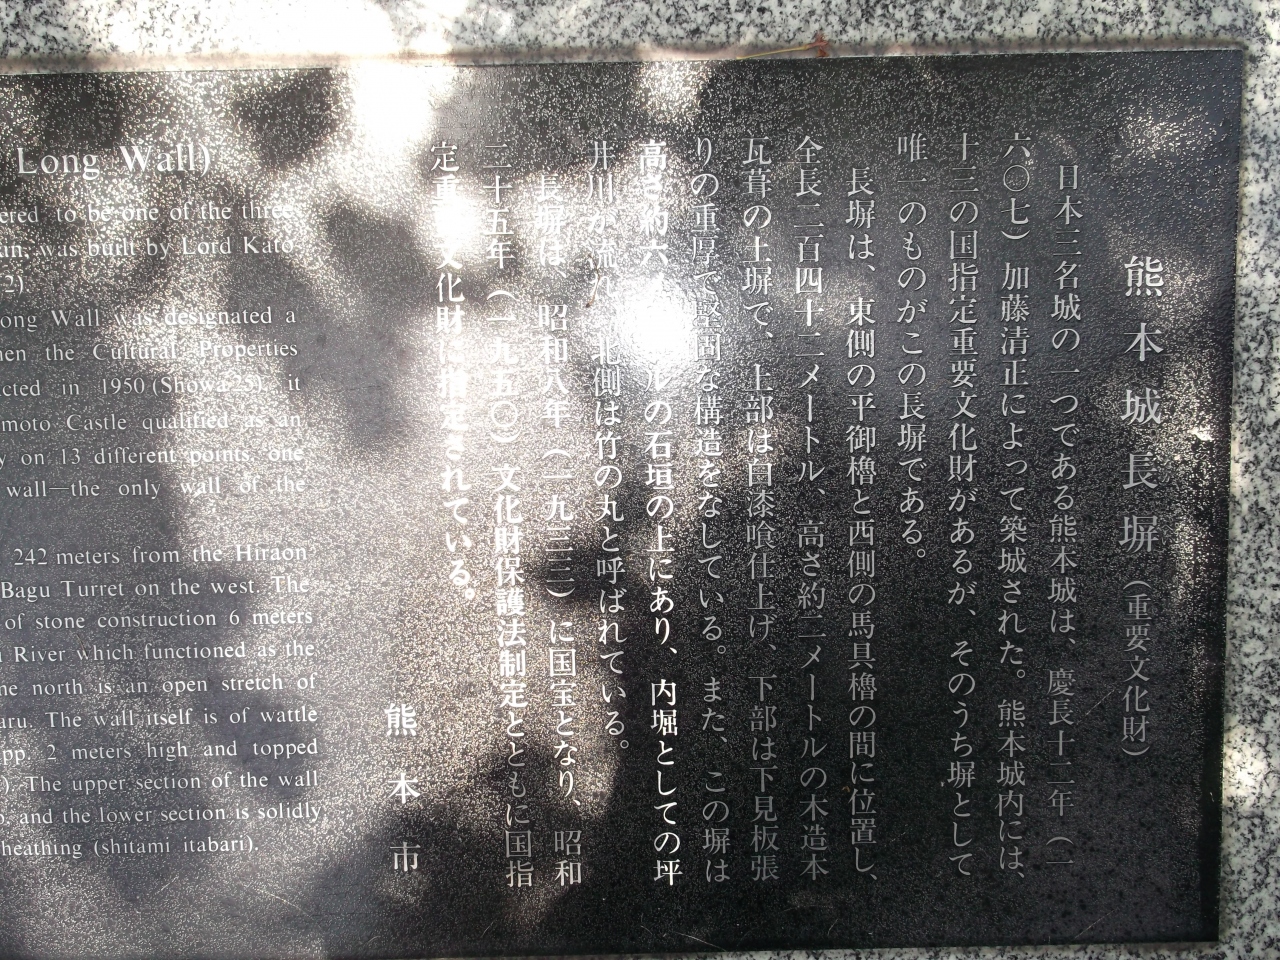 熊本城長塀（重要文化財）
日本三名城の一つである熊本城は、慶長十二年（一
六〇七）加藤清正によって築城された。熊本城内には、
十三の国指定重要文化財があるが、そのうち塀として
唯一のものがこの長塀である。
長塀は、東側の平御櫓と西側の馬具櫓の間に位置し、
全長二百四十二メートル、高さ約二メートルの木造本
瓦葺の土塀で、上部は白漆喰仕上げ、下部は下見板張
りの重厚で堅固な構造をなしている。また、この塀は
高さ約六メートルの石垣の上にあり、内堀としての坪
井川が流れ、北側は竹の丸と呼ばれている。
長塀は、昭和八年（一九三三）に国宝となり、昭和
二十五年（一九五〇）文化財保護法制定とともに国指
定重要文化財に指定されている。
熊本市
Long Wall)
ered to be one of the three
an, was built by Lord Kato
2).
ong Wall was designated a
hen the Cultural Properties
cted in 1950 (Showa 25), it
moto Castle qualified as an
y on 13 different points, one
wall—the only wall of the
242 meters from the Hiraon
Bagu Turret on the west. The
of stone construction 6 meters
River which functioned as the
ne north is an open stretch of
aru. The wall itself is of wattle
pp. 2 meters high and topped
). The upper section of the wall
o, and the lower section is solidly
heathing (shitami itabari).